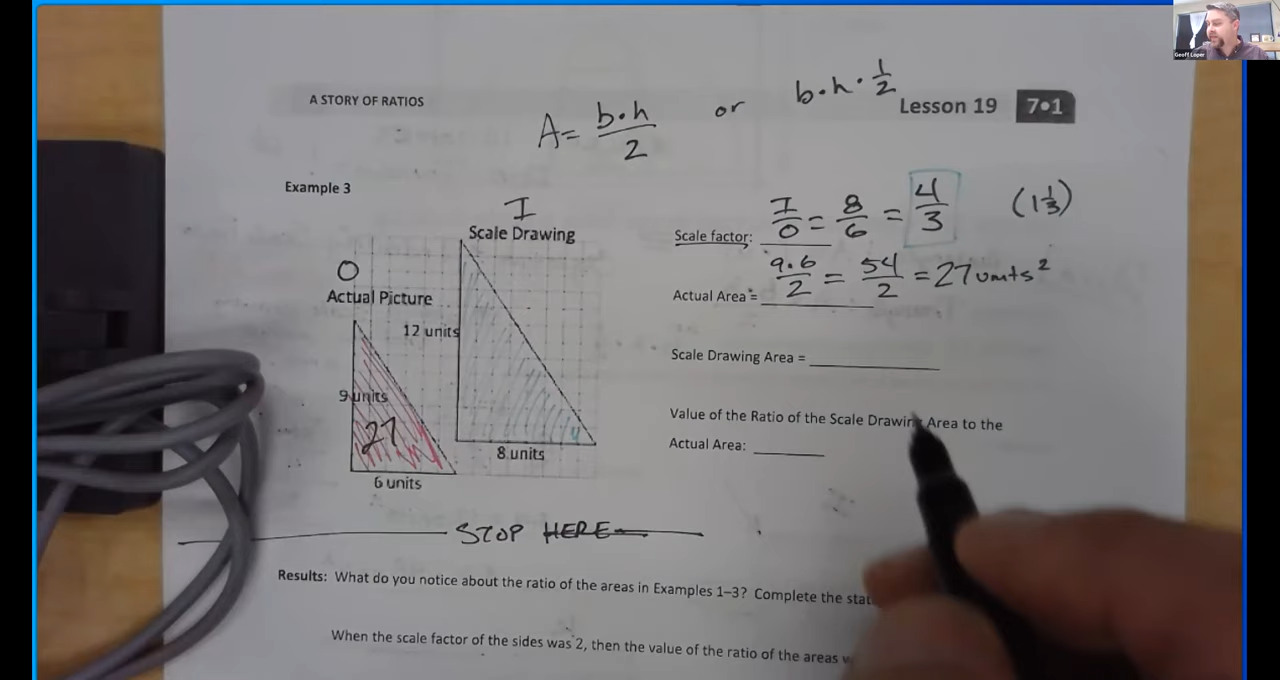 Geoff Loper
A STORY OF RATIOS
A= b•h / 2 or b•h•1/2
Lesson 19 7•1
Example 3
I
Scale Drawing
O
Actual Picture
12 units
9 units
27
8 units
6 units
I/O = 8/6 = 4/3 (1 1/3)
Scale factor:
9.6/2 = 54/2 = 27 units²
Actual Area =
Scale Drawing Area =
Value of the Ratio of the Scale Drawing Area to the
Actual Area:
STOP HERE
Results: What do you notice about the ratio of the areas in Examples 1–3? Complete the
When the scale factor of the sides was 2, then the value of the ratio of the areas